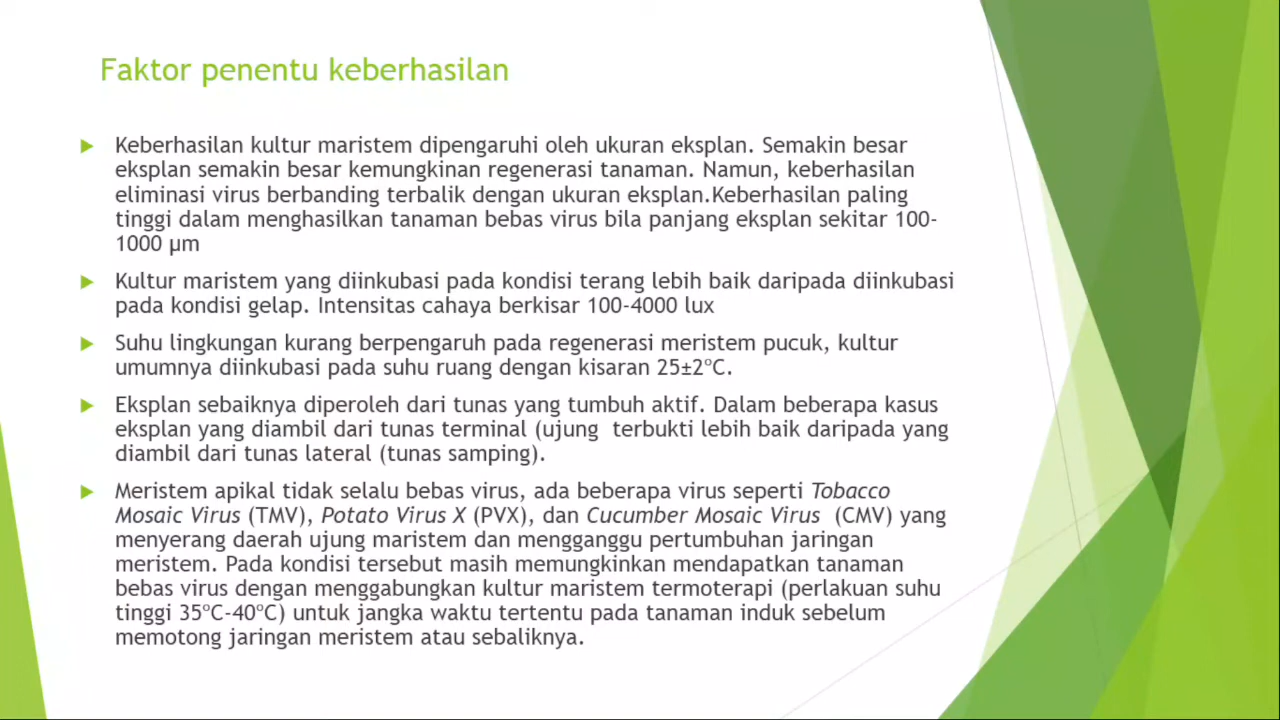 Faktor penentu keberhasilan
Keberhasilan kultur maristem dipengaruhi oleh ukuran eksplan. Semakin besar
eksplan semakin besar kemungkinan regenerasi tanaman. Namun, keberhasilan
eliminasi virus berbanding terbalik dengan ukuran eksplan.Keberhasilan paling
tinggi dalam menghasilkan tanaman bebas virus bila panjang eksplan sekitar 100-
1000 µm
Kultur maristem yang diinkubasi pada kondisi terang lebih baik daripada diinkubasi
pada kondisi gelap. Intensitas cahaya berkisar 100-4000 lux
Suhu lingkungan kurang berpengaruh pada regenerasi meristem pucuk, kultur
umumnya diinkubasi pada suhu ruang dengan kisaran 25±2°C.
Eksplan sebaiknya diperoleh dari tunas yang tumbuh aktif. Dalam beberapa kasus
eksplan yang diambil dari tunas terminal (ujung  terbukti lebih baik daripada yang
diambil dari tunas lateral (tunas samping).
Meristem apikal tidak selalu bebas virus, ada beberapa virus seperti Tobacco
Mosaic Virus (TMV), Potato Virus X (PVX), dan Cucumber Mosaic Virus  (CMV) yang
menyerang daerah ujung maristem dan mengganggu pertumbuhan jaringan
meristem. Pada kondisi tersebut masih memungkinkan mendapatkan tanaman
bebas virus dengan menggabungkan kultur maristem termoterapi (perlakuan suhu
tinggi 35°C-40°C) untuk jangka waktu tertentu pada tanaman induk sebelum
memotong jaringan meristem atau sebaliknya.